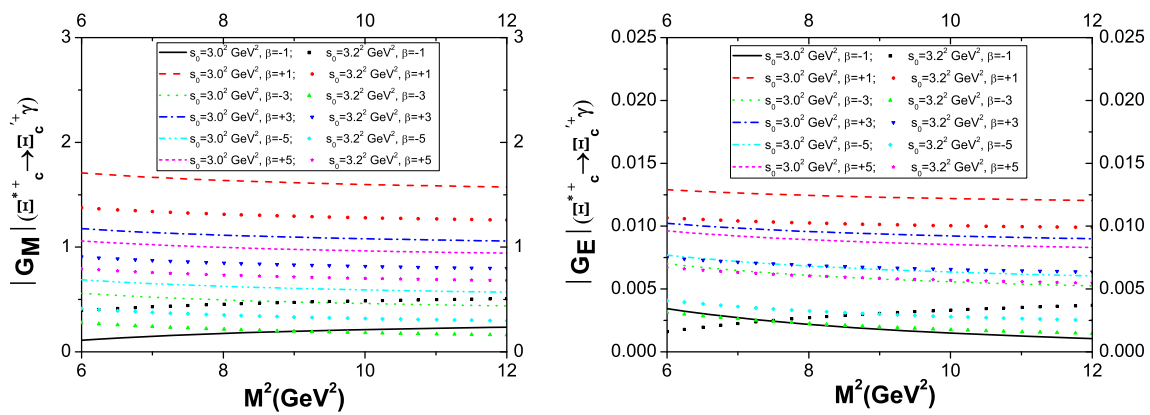 6 8 10 12
3 3
s₀=3.0² GeV², β=-1; s₀=3.2² GeV², β=-1
s₀=3.0² GeV², β=+1; s₀=3.2² GeV², β=+1
s₀=3.0² GeV², β=-3; s₀=3.2² GeV², β=-3
s₀=3.0² GeV², β=+3; s₀=3.2² GeV², β=+3
s₀=3.0² GeV², β=-5; s₀=3.2² GeV², β=-5
s₀=3.0² GeV², β=+5; s₀=3.2² GeV², β=+5
2 2
1 1
0 0
6 8 10 12
|G_M|(Ξ*⁺_c→Ξ'⁺_cγ)
M²(GeV²)
6 8 10 12
0.025 0.025
s₀=3.0² GeV², β=-1; s₀=3.2² GeV², β=-1
s₀=3.0² GeV², β=+1; s₀=3.2² GeV², β=+1
s₀=3.0² GeV², β=-3; s₀=3.2² GeV², β=-3
s₀=3.0² GeV², β=+3; s₀=3.2² GeV², β=+3
s₀=3.0² GeV², β=-5; s₀=3.2² GeV², β=-5
s₀=3.0² GeV², β=+5; s₀=3.2² GeV², β=+5
0.020 0.020
0.015 0.015
0.010 0.010
0.005 0.005
0.000 0.000
6 8 10 12
|G_E|(Ξ*⁺_c→Ξ'⁺_cγ)
M²(GeV²)